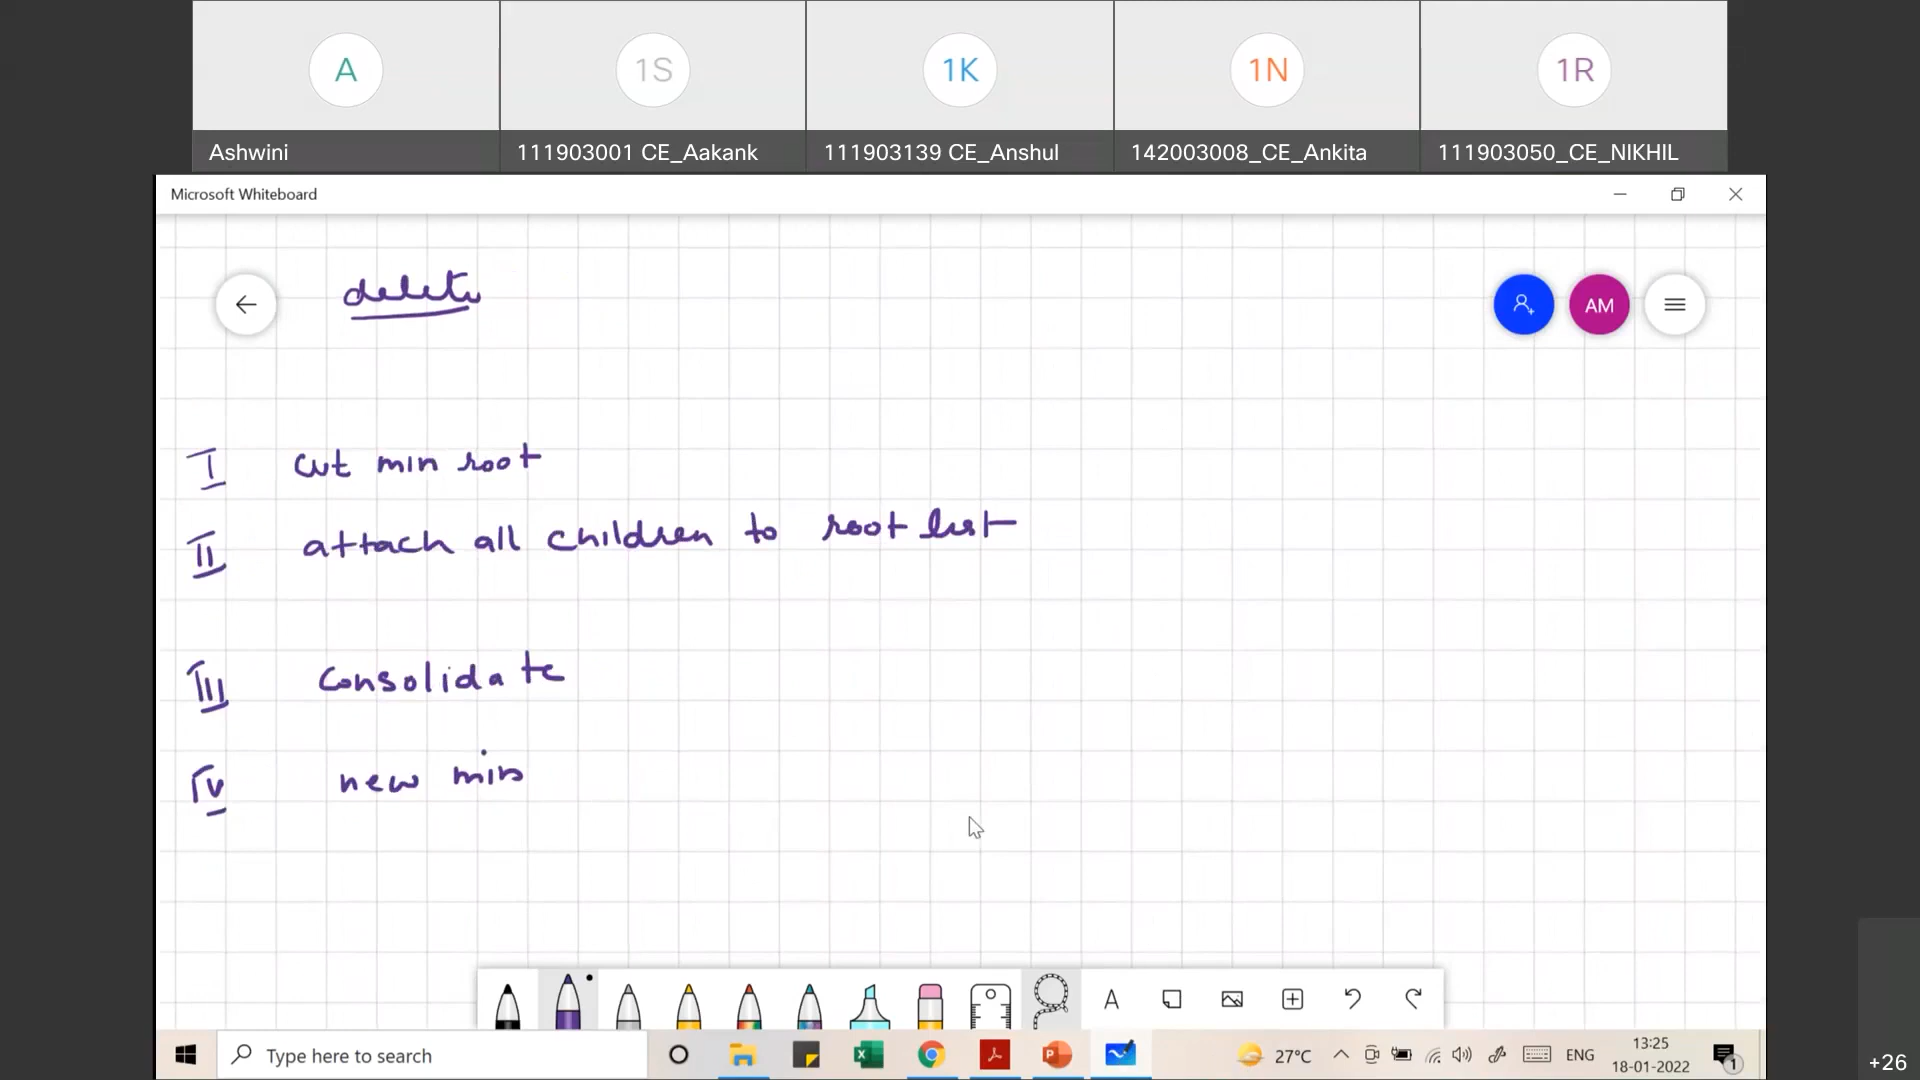 A
1S
1K
1N
1R
Ashwini
111903001 CE_Aakank
111903139 CE_Anshul
142003008_CE_Ankita
111903050_CE_NIKHIL
Microsoft Whiteboard
delete
AM
I cut min root
II attach all children to root list
III Consolidate
IV new min
A
Type here to search
27°C
ENG
13:25
18-01-2022
1
+26